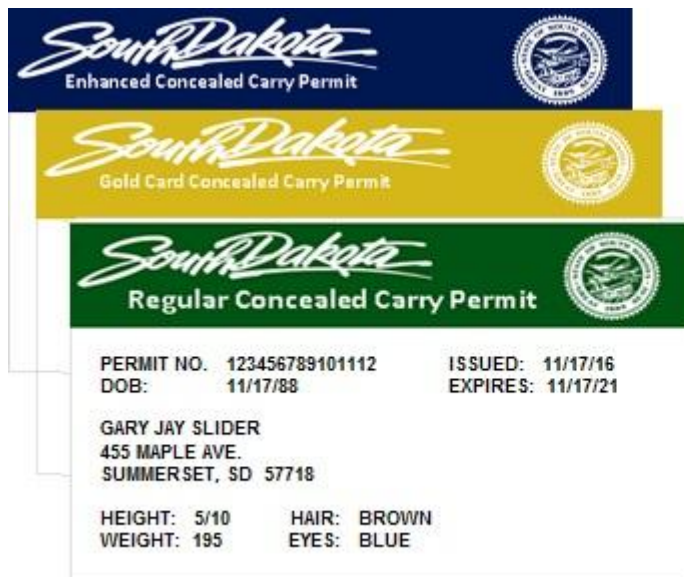 South Dakota
Enhanced Concealed Carry Permit
South Dakota
Gold Card Concealed Carry Permit
South Dakota
Regular Concealed Carry Permit
PERMIT NO. 123456789101112 ISSUED: 11/17/16
DOB: 11/17/88 EXPIRES: 11/17/21
GARY JAY SLIDER
455 MAPLE AVE.
SUMMERSET, SD 57718
HEIGHT: 5/10 HAIR: BROWN
WEIGHT: 195 EYES: BLUE